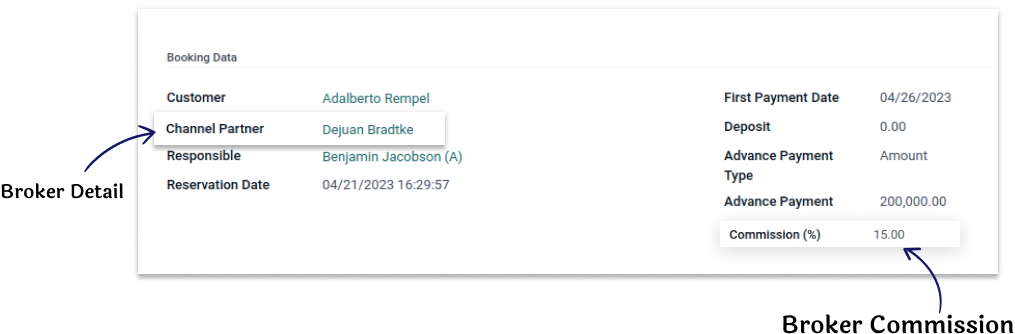 Booking Data
Customer Adalberto Rempel
Channel Partner Dejuan Bradtke
Responsible Benjamin Jacobson (A)
Reservation Date 04/21/2023 16:29:57
Broker Detail
First Payment Date 04/26/2023
Deposit 0.00
Advance Payment Amount
Type
Advance Payment 200,000.00
Commission (%) 15.00
Broker Commission